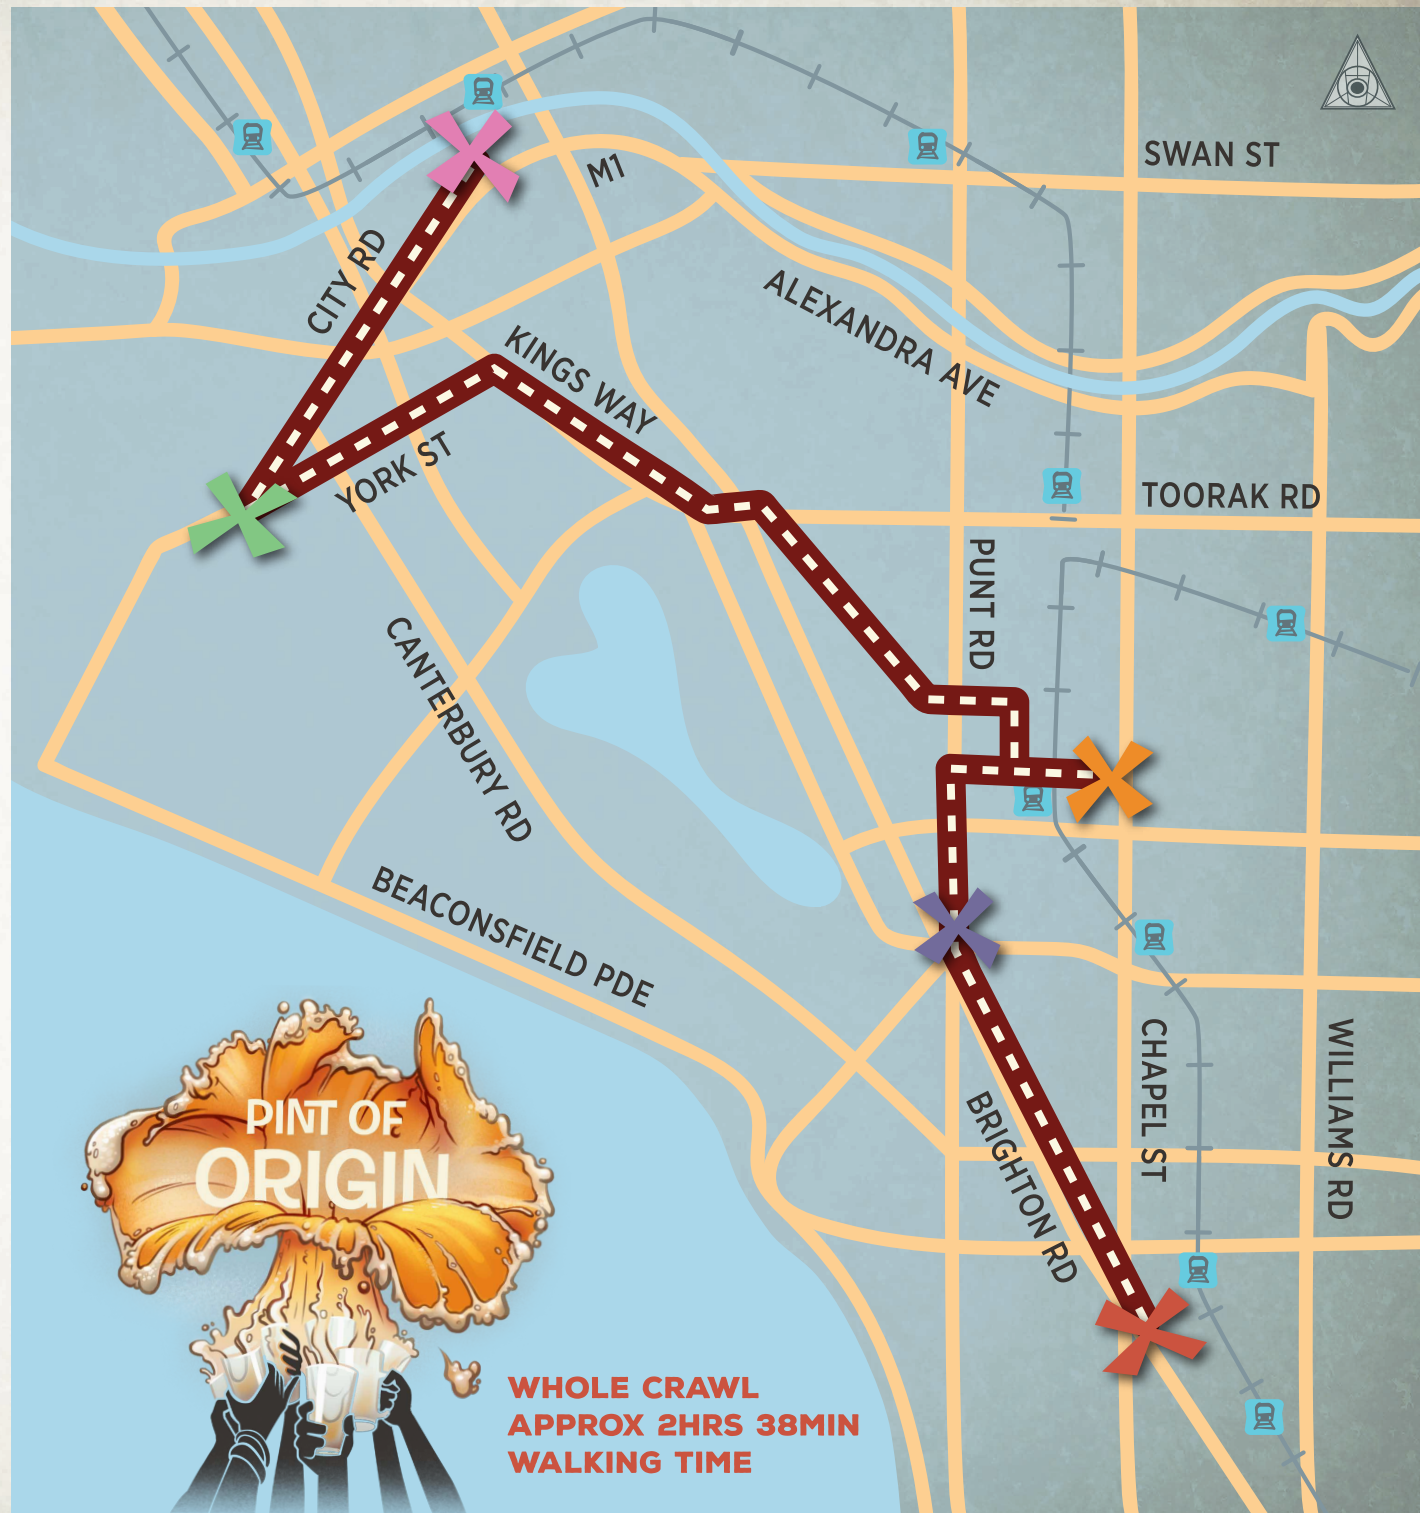 SWAN ST
M1
CITY RD
ALEXANDRA AVE
KINGS WAY
YORK ST
TOORAK RD
PUNT RD
CANTERBURY RD
BEACONSFIELD PDE
CHAPEL ST
WILLIAMS RD
BRIGHTON RD
PINT OF
ORIGIN
WHOLE CRAWL
APPROX 2HRS 38MIN
WALKING TIME